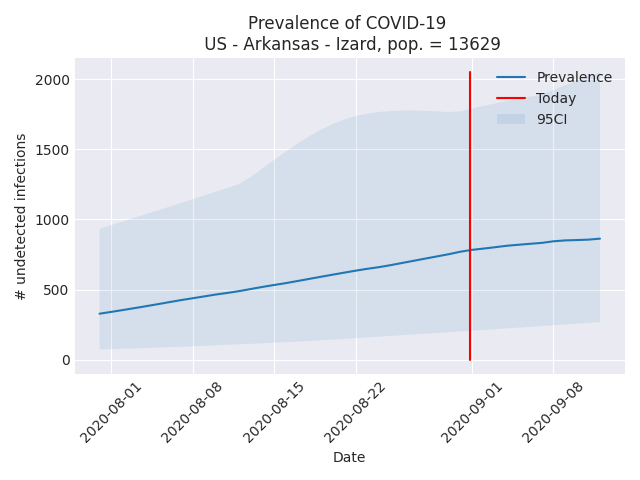 Prevalence of COVID-19
US - Arkansas - Izard, pop. = 13629
Prevalence
Today
95CI
# undetected infections
2000
1500
1000
500
0
2020-08-01
2020-08-08
2020-08-15
2020-08-22
2020-09-01
2020-09-08
Date